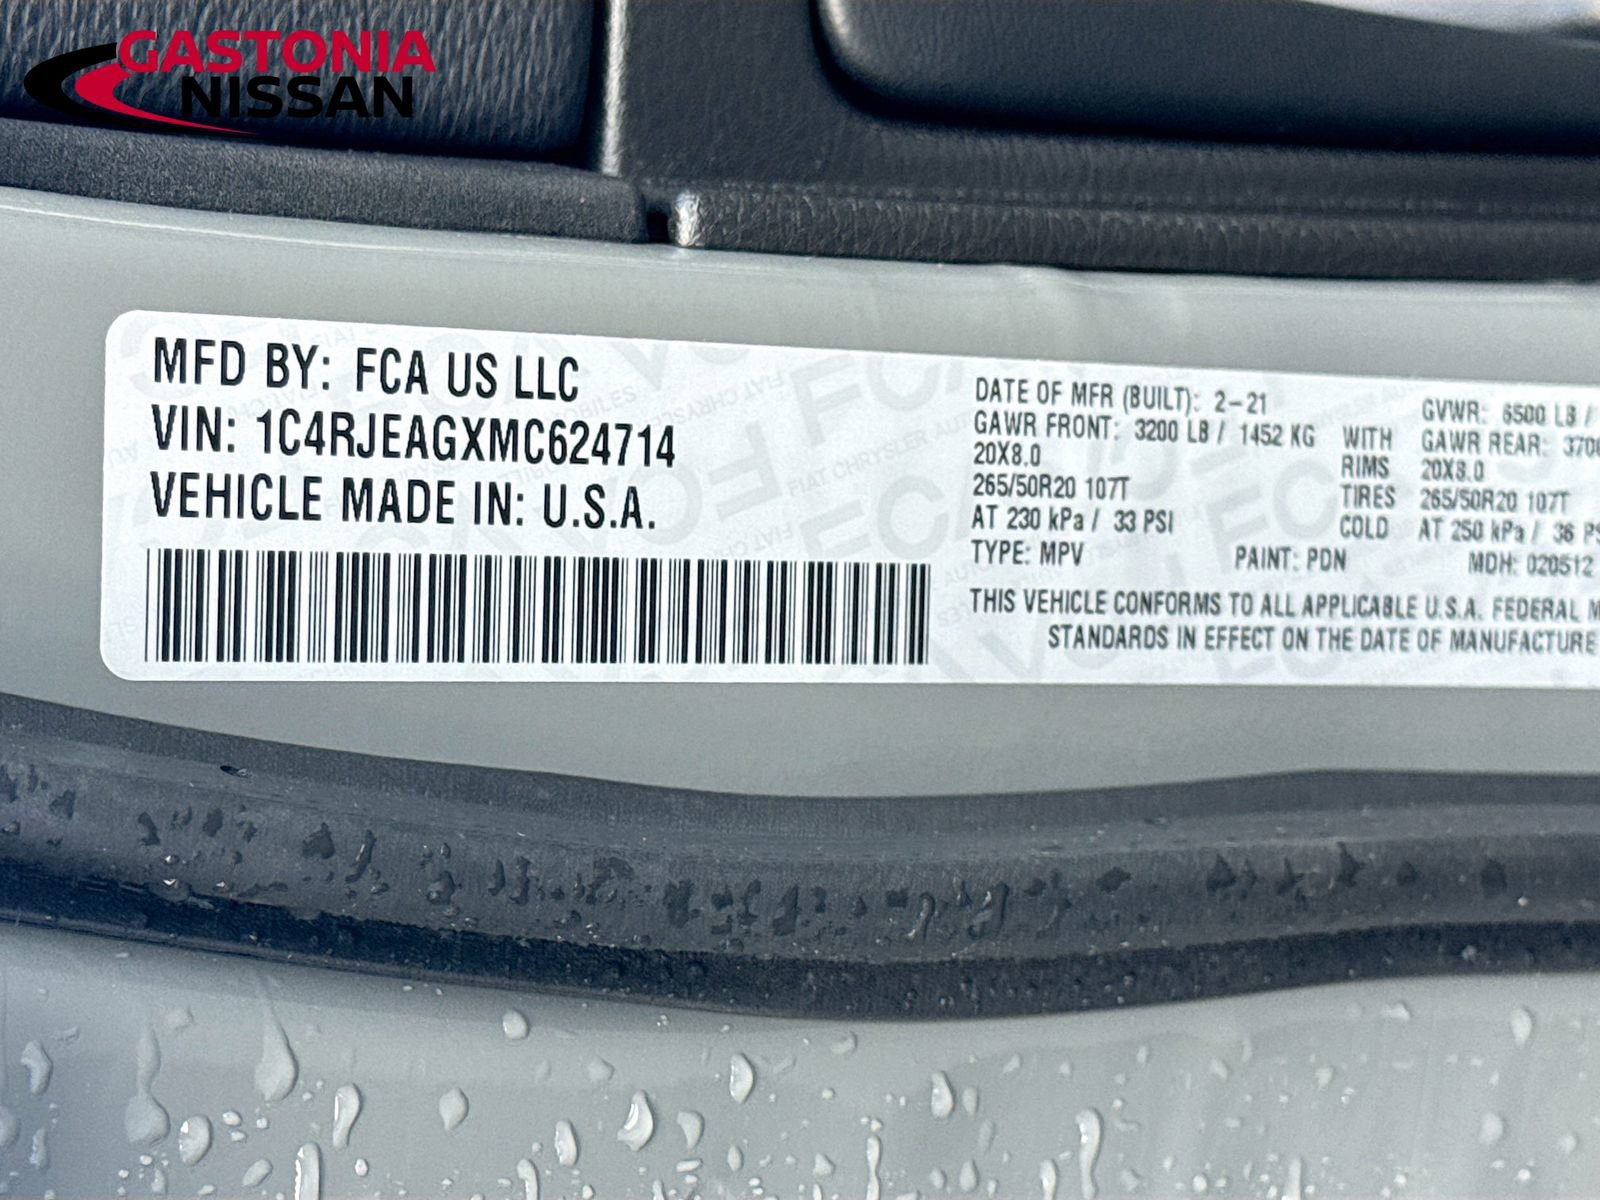 GASTONIA
NISSAN
MFD BY: FCA US LLC
VIN: 1C4RJEAGXMC624714
VEHICLE MADE IN: U.S.A.
DATE OF MFR (BUILT): 2-21
GAWR FRONT: 3200 LB / 1452 KG
20X8.0
265/50R20 107T
AT 230 kPa / 33 PSI
TYPE: MPV
WITH
RIMS
TIRES
COLD
GVWR: 6500 LB /
GAWR REAR: 370
20X8.0
265/50R20 107T
AT 250 kPa / 36
PAINT: PDN
MDH: 020512
THIS VEHICLE CONFORMS TO ALL APPLICABLE U.S.A. FEDERAL
STANDARDS IN EFFECT ON THE DATE OF MANUFACTURE